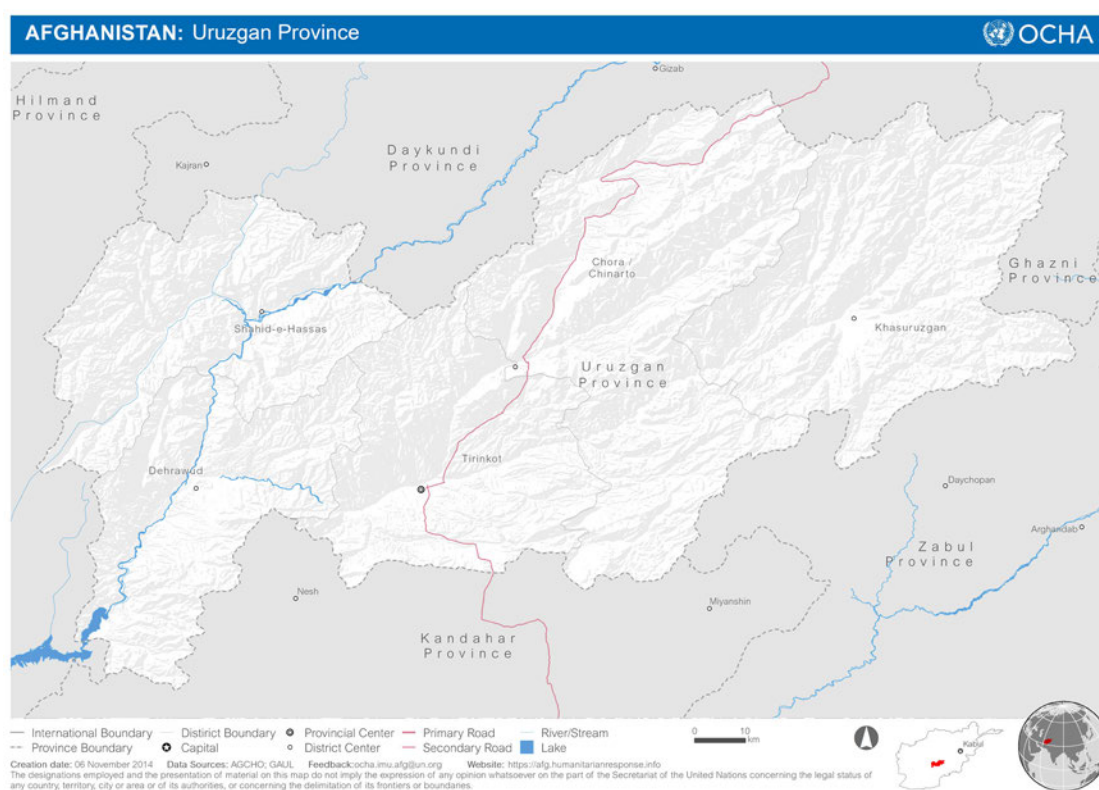 AFGHANISTAN: Uruzgan Province
OCHA
Gizab
Hilmand
Province
Daykundi
Province
Kajran
Ghazni
Province
Chora /
Chinarto
Shahid-e-Hassas
Khasuruzgan
Uruzgan
Province
Tirinkot
Dehrawud
Daychopan
Arghandab
Zabul
Province
Nesh
Miyanshin
Kandahar
Province
International Boundary
District Boundary
Provincial Center
Primary Road
River/Stream
0 10
km
Province Boundary
Capital
District Center
Secondary Road
Lake
Kabul
Creation date: 06 November 2014 Data Sources: AGCHO; GAUL Feedback:ocha.imu.afg@un.org Website: https://afg.humanitarianresponse.info
The designations employed and the presentation of material on this map do not imply the expression of any opinion whatsoever on the part of the Secretariat of the United Nations concerning the legal status of
any country, territory, city or area or of its authorities, or concerning the delimitation of its frontiers or boundaries.